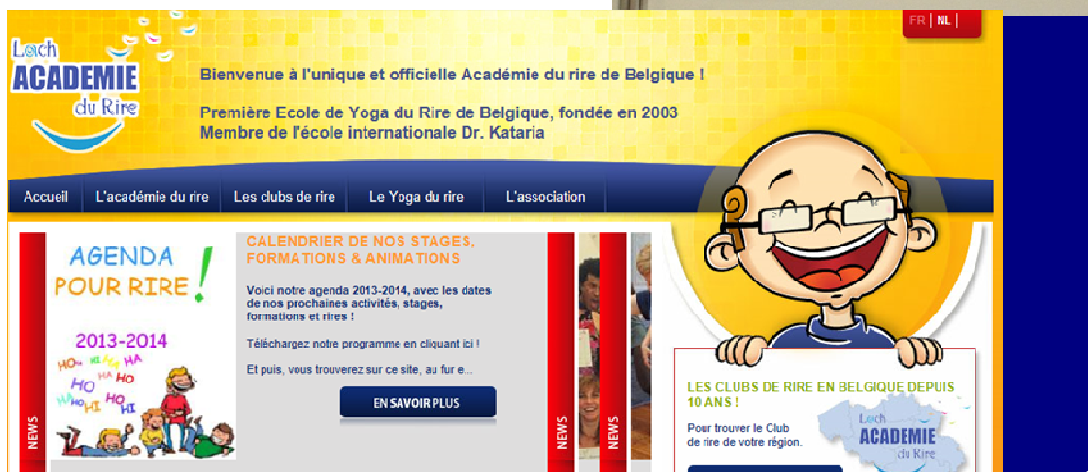 FR | NL |
Lach
ACADEMIE
du Rire
Bienvenue à l'unique et officielle Académie du rire de Belgique !
Première Ecole de Yoga du Rire de Belgique, fondée en 2003
Membre de l'école internationale Dr. Kataria
Accueil
L'académie du rire
Les clubs de rire
Le Yoga du rire
L'association
NEWS
AGENDA
POUR RIRE !
2013-2014
HO HI HA HA
HO HA HO
HA HO HI HO HI
CALENDRIER DE NOS STAGES,
FORMATIONS & ANIMATIONS
Voici notre agenda 2013-2014, avec les dates
de nos prochaines activités, stages,
formations et rires !
Téléchargez notre programme en cliquant ici !
Et puis, vous trouverez sur ce site, au fur e...
EN SAVOIR PLUS
NEWS
NEWS
LES CLUBS DE RIRE EN BELGIQUE DEPUIS
10 ANS !
Pour trouver le Club
de rire de votre région.
Lach
ACADEMIE
du Rire